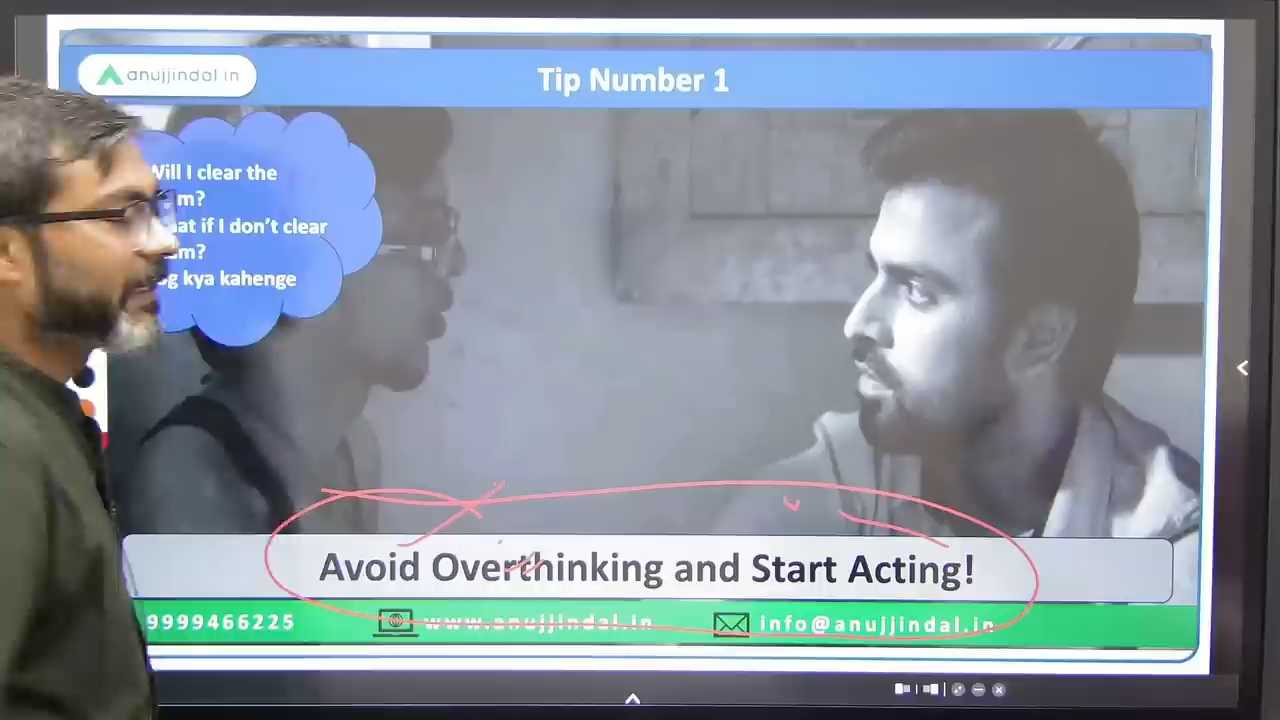 anujjindal.in
Tip Number 1
Will I clear the
if I don't clear
kya kahenge
Avoid Overthinking and Start Acting!
9999466225
www.anujjindal.in
info@anujjindal.in